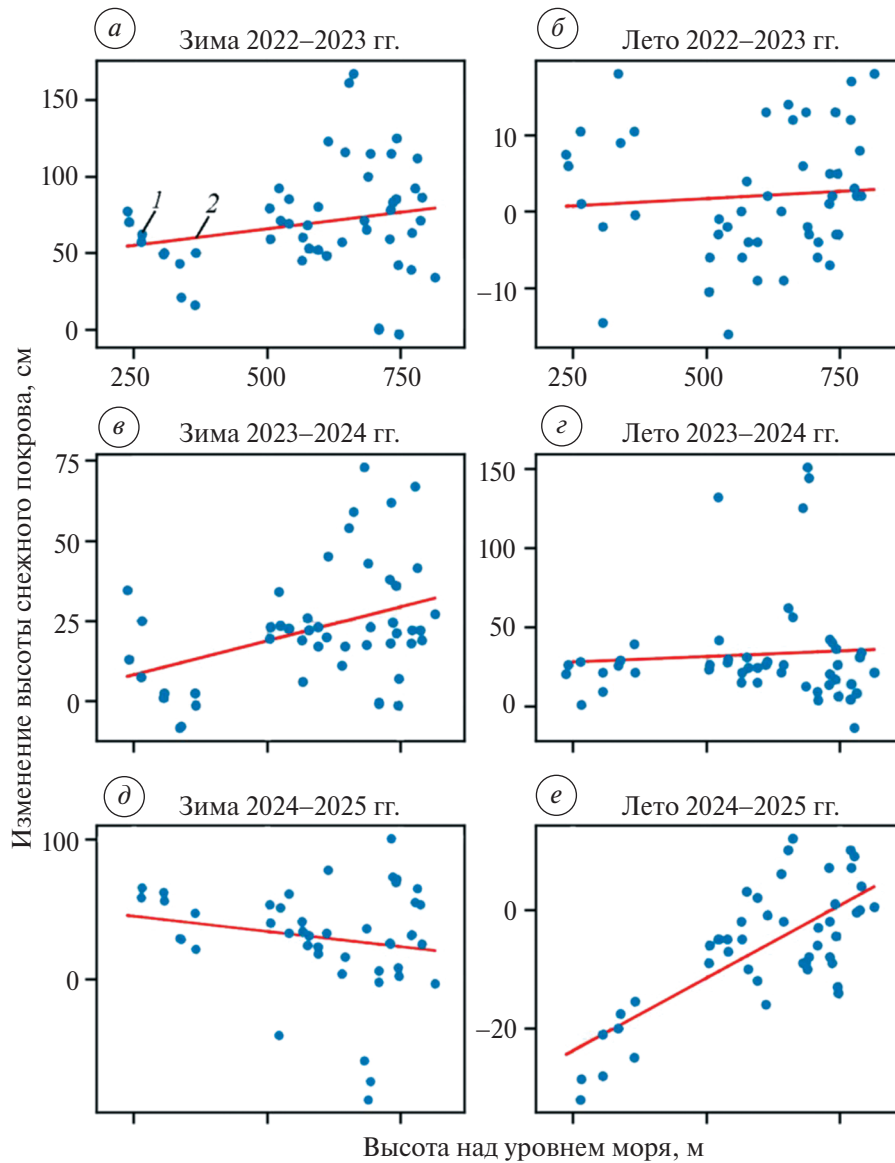 а
Зима 2022–2023 гг.
б
Лето 2022–2023 гг.
150
100
50
0
1
2
10
0
−10
250
500
750
250
500
750
в
Зима 2023–2024 гг.
г
Лето 2023–2024 гг.
75
50
25
0
150
100
50
0
д
Зима 2024–2025 гг.
е
Лето 2024–2025 гг.
100
0
0
−20
Изменение высоты снежного покрова, см
Высота над уровнем моря, м